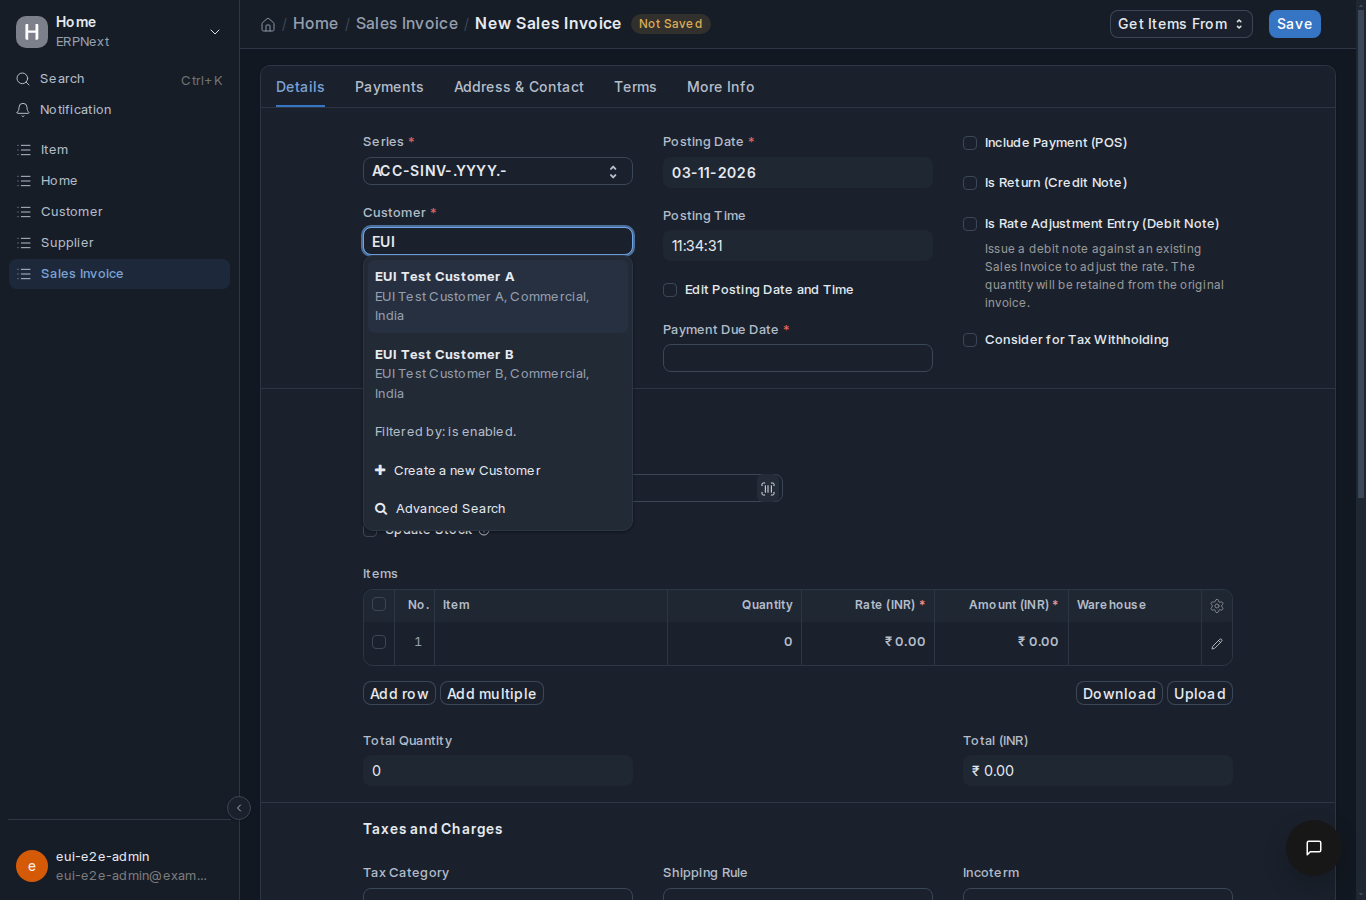 Home
ERPNext
Search
Ctrl+K
Notification
Item
Home
Customer
Supplier
Sales Invoice
eui-e2e-admin
eui-e2e-admin@exam...
e
H
/ Home / Sales Invoice / New Sales Invoice Not Saved
Get Items From
Save
Details Payments Address & Contact Terms More Info
Series *
ACC-SINV-.YYYY.-
Customer *
EUI
EUI Test Customer A
EUI Test Customer A, Commercial,
India
EUI Test Customer B
EUI Test Customer B, Commercial,
India
Filtered by: is enabled.
Create a new Customer
Advanced Search
Posting Date *
03-11-2026
Posting Time
11:34:31
Edit Posting Date and Time
Payment Due Date *
Include Payment (POS)
Is Return (Credit Note)
Is Rate Adjustment Entry (Debit Note)
Issue a debit note against an existing
Sales Invoice to adjust the rate. The
quantity will be retained from the original
invoice.
Consider for Tax Withholding
Update Stock
Items
No. Item Quantity Rate (INR) * Amount (INR) * Warehouse
1 0 ₹ 0.00 ₹ 0.00
Add row Add multiple Download Upload
Total Quantity Total (INR)
0 ₹ 0.00
Taxes and Charges
Tax Category Shipping Rule Incoterm